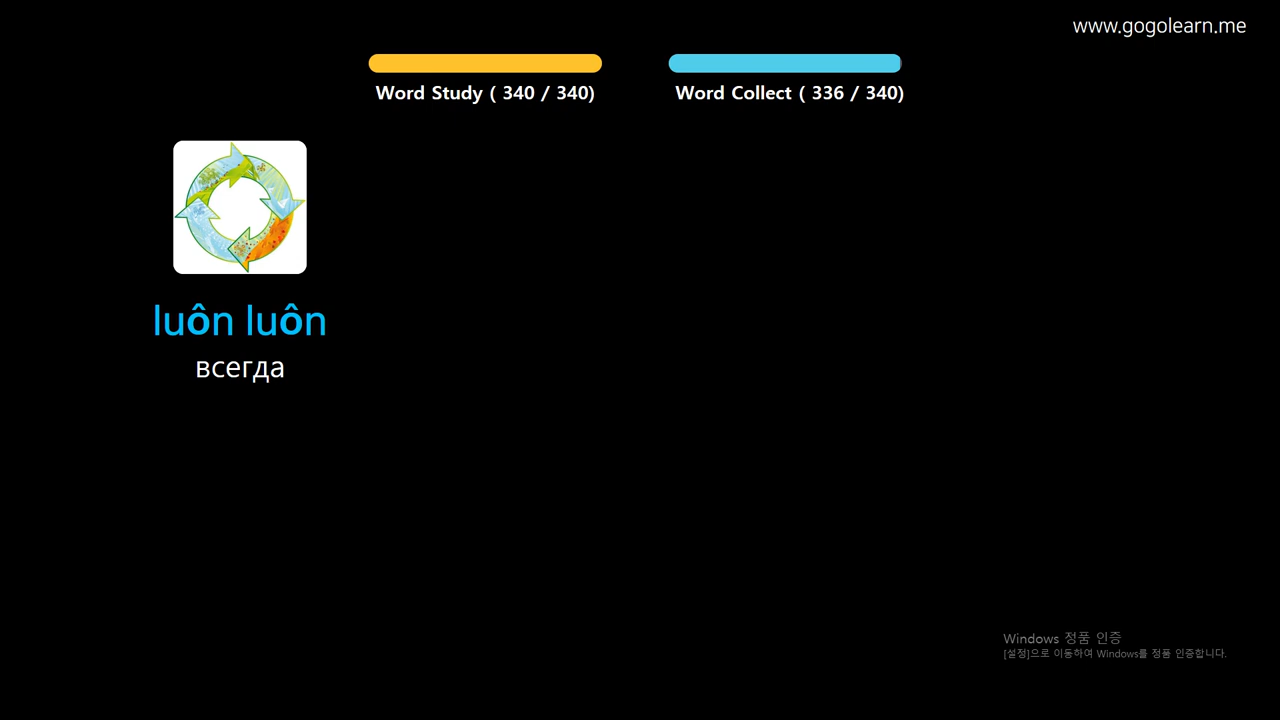 www.gogolearn.me
Word Study ( 340 / 340)
Word Collect ( 336 / 340)
luôn luôn
всегда
Windows 정품 인증
[설정]으로 이동하여 Windows를 정품 인증합니다.